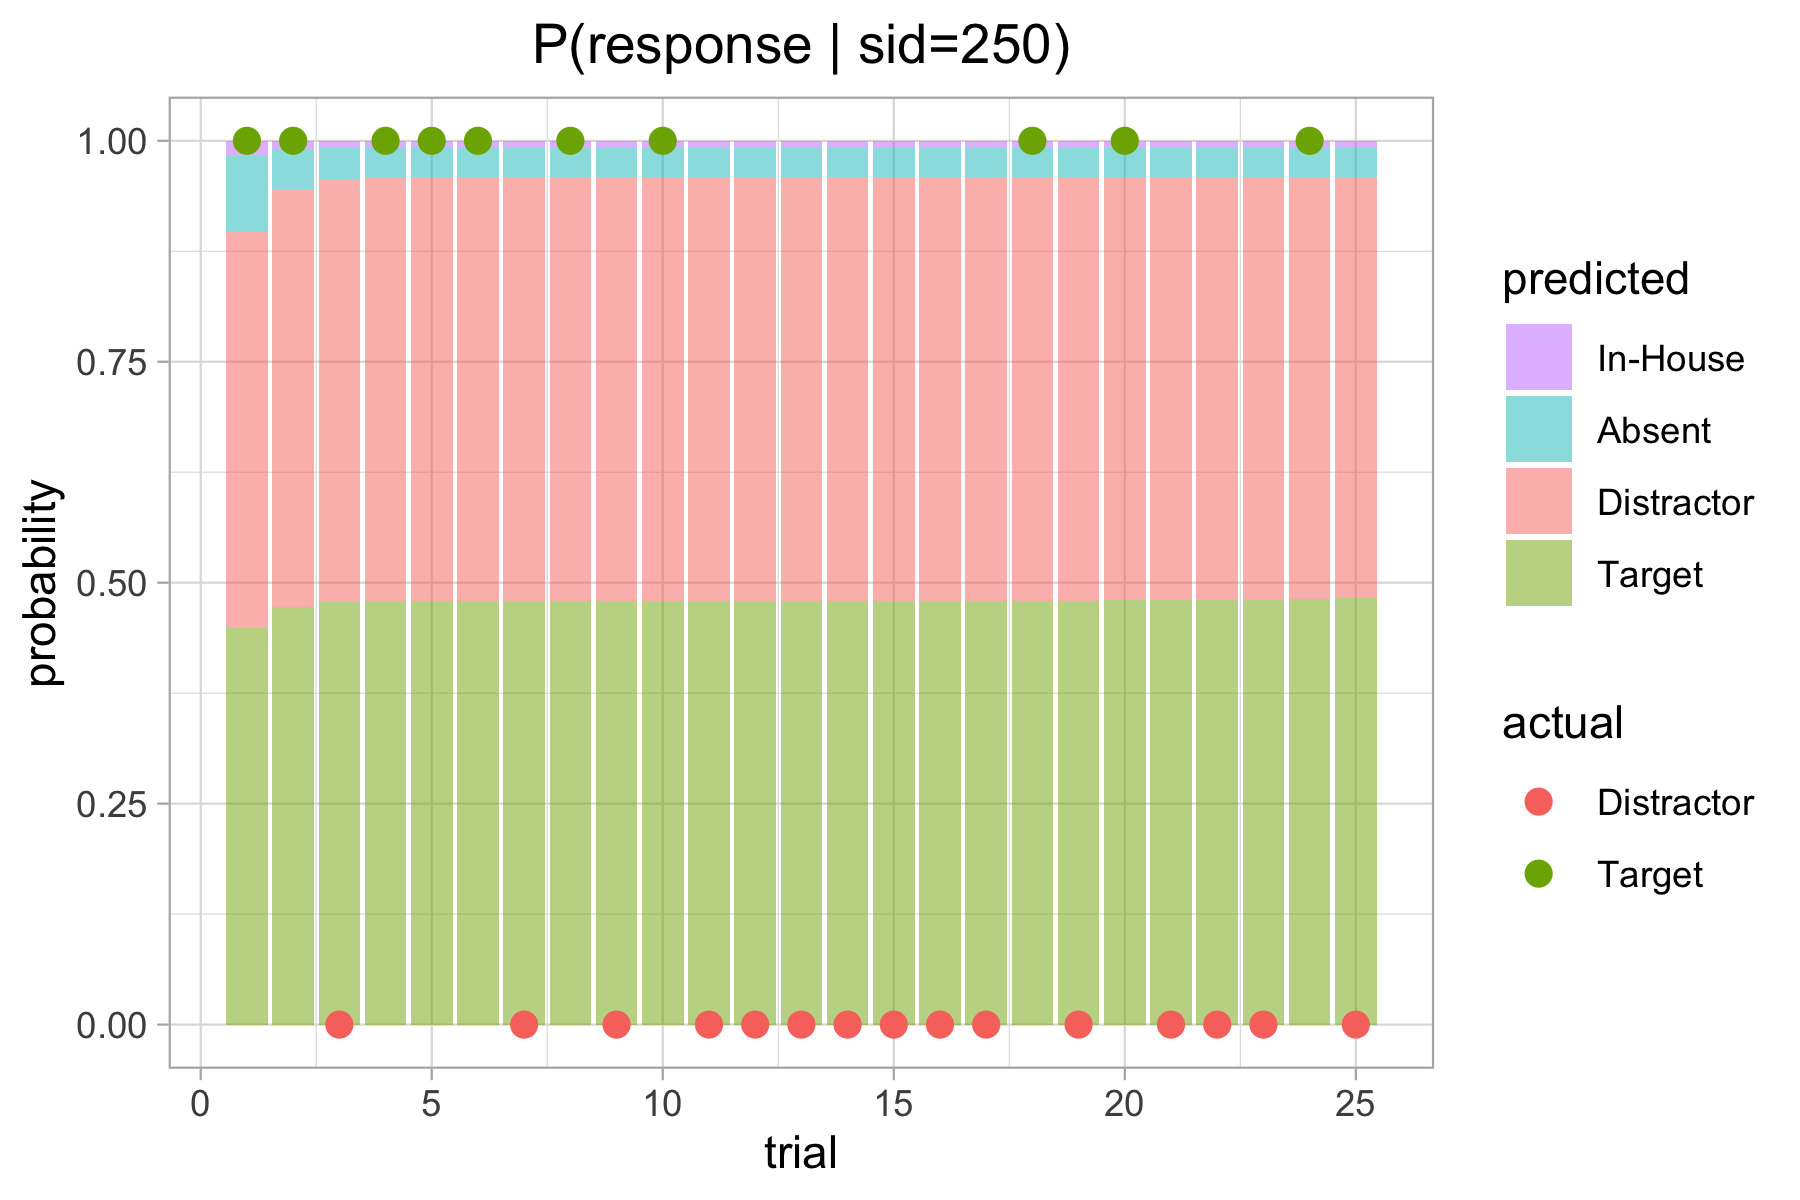 P(response | sid=250)
1.00
0.75
0.50
0.25
0.00
probability
0 5 10 15 20 25
trial
predicted
In-House
Absent
Distractor
Target
actual
Distractor
Target